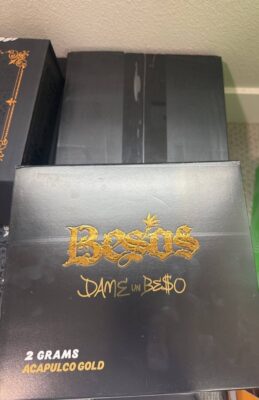 Besos
DAME UN BE$O
2 GRAMS
ACAPULCO GOLD